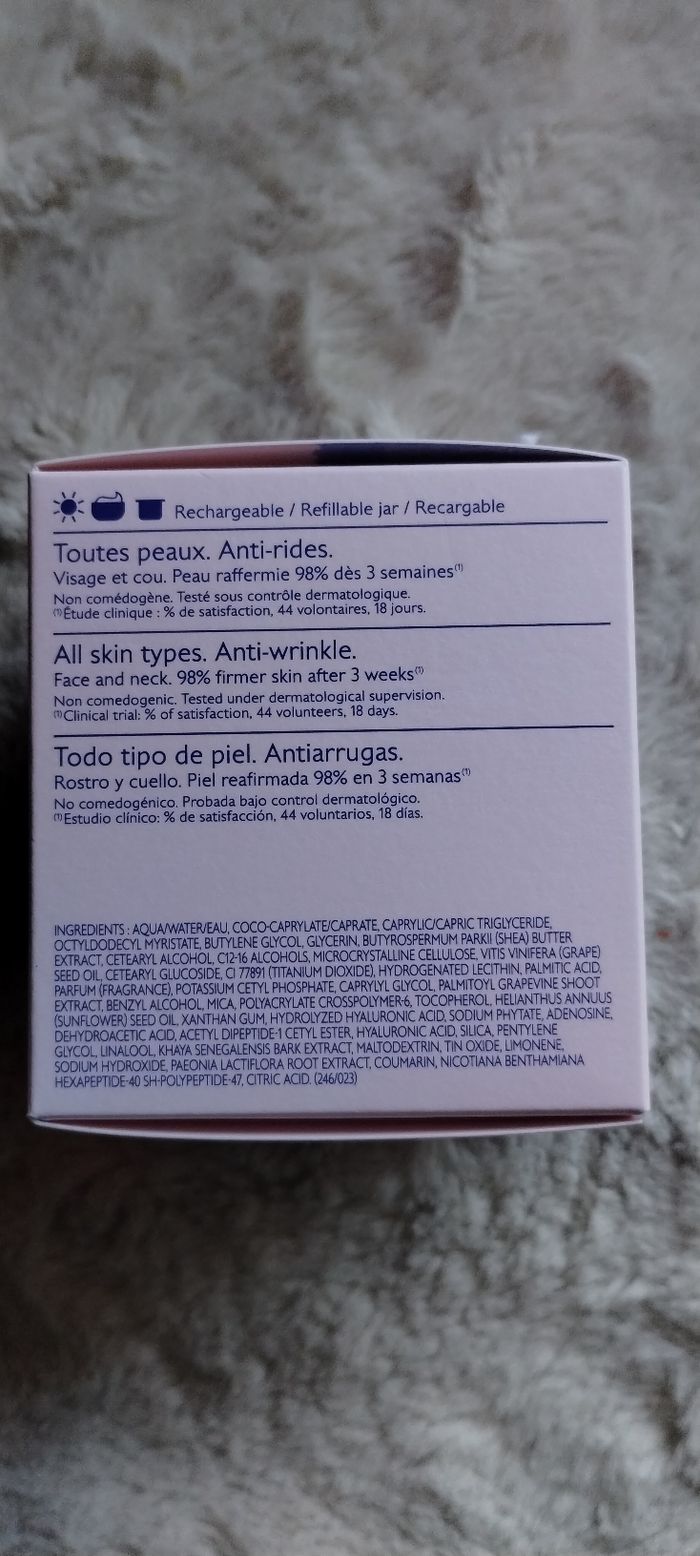 Rechargeable / Refillable jar / Recargable
Toutes peaux. Anti-rides.
Visage et cou. Peau raffermie 98% dès 3 semaines(1)
Non comédogène. Testé sous contrôle dermatologique.
(1)Étude clinique : % de satisfaction, 44 volontaires, 18 jours.
All skin types. Anti-wrinkle.
Face and neck. 98% firmer skin after 3 weeks(1)
Non comedogenic. Tested under dermatological supervision.
(1)Clinical trial: % of satisfaction, 44 volunteers, 18 days.
Todo tipo de piel. Antiarrugas.
Rostro y cuello. Piel reafirmada 98% en 3 semanas(1)
No comedogénico. Probada bajo control dermatológico.
(1)Estudio clínico: % de satisfacción, 44 voluntarios, 18 días.
INGREDIENTS : AQUA/WATER/EAU, COCO-CAPRYLATE/CAPRATE, CAPRYLIC/CAPRIC TRIGLYCERIDE,
OCTYLDODECYL MYRISTATE, BUTYLENE GLYCOL, GLYCERIN, BUTYROSPERMUM PARKII (SHEA) BUTTER
EXTRACT, CETEARYL ALCOHOL, C12-16 ALCOHOLS, MICROCRYSTALLINE CELLULOSE, VITIS VINIFERA (GRAPE)
SEED OIL, CETEARYL GLUCOSIDE, CI 77891 (TITANIUM DIOXIDE), HYDROGENATED LECITHIN, PALMITIC ACID,
PARFUM (FRAGRANCE), POTASSIUM CETYL PHOSPHATE, CAPRYLYL GLYCOL, PALMITOYL GRAPEVINE SHOOT
EXTRACT, BENZYL ALCOHOL, MICA, POLYACRYLATE CROSSPOLYMER-6, TOCOPHEROL, HELIANTHUS ANNUUS
(SUNFLOWER) SEED OIL, XANTHAN GUM, HYDROLYZED HYALURONIC ACID, SODIUM PHYTATE, ADENOSINE,
DEHYDROACETIC ACID, ACETYL DIPEPTIDE-1 CETYL ESTER, HYALURONIC ACID, SILICA, PENTYLENE
GLYCOL, LINALOOL, KHAYA SENEGALENSIS BARK EXTRACT, MALTODEXTRIN, TIN OXIDE, LIMONENE,
SODIUM HYDROXIDE, PAEONIA LACTIFLORA ROOT EXTRACT, COUMARIN, NICOTIANA BENTHAMIANA
HEXAPEPTIDE-40 SH-POLYPEPTIDE-47, CITRIC ACID. (246/023)